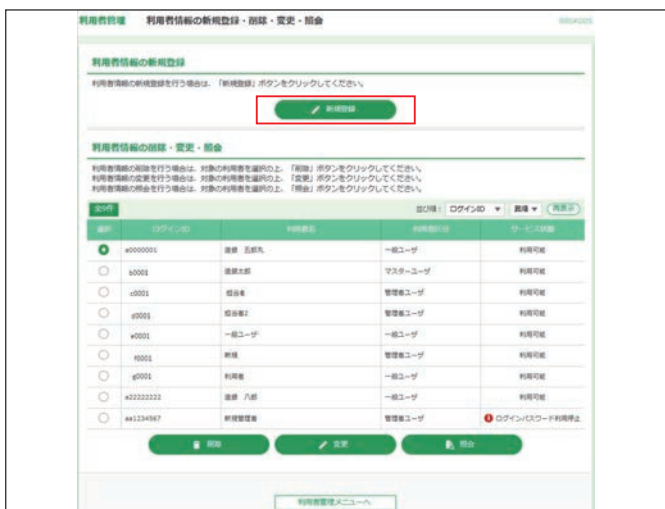 利用者管理 利用者情報の新規登録・削除・変更・照会
利用者情報の新規登録
利用者情報の新規登録を行う場合は、「新規登録」ボタンをクリックしてください。
新規登録
利用者情報の削除・変更・照会
利用者情報の削除を行う場合は、対象の利用者を選択の上、「削除」ボタンをクリックしてください。
利用者情報の変更を行う場合は、対象の利用者を選択の上、「変更」ボタンをクリックしてください。
利用者情報の照会を行う場合は、対象の利用者を選択の上、「照会」ボタンをクリックしてください。
全9件 並び順: ログインID 昇順 再表示
選択 ログインID 利用者名 利用者区分 サービス状態
a0000001 五郎丸 一般ユーザ 利用可能
b0001 太郎 マスターユーザ 利用可能
c0001 担当者 管理者ユーザ 利用可能
d0001 担当者2 管理者ユーザ 利用可能
e0001 一般ユーザ 一般ユーザ 利用可能
f0001 新規 管理者ユーザ 利用可能
g0001 利用者 一般ユーザ 利用可能
a22222222 八郎 一般ユーザ 利用可能
aa1234567 新規管理者 管理者ユーザ ログインパスワード利用停止
削除 変更 照会
利用者管理メニューへ